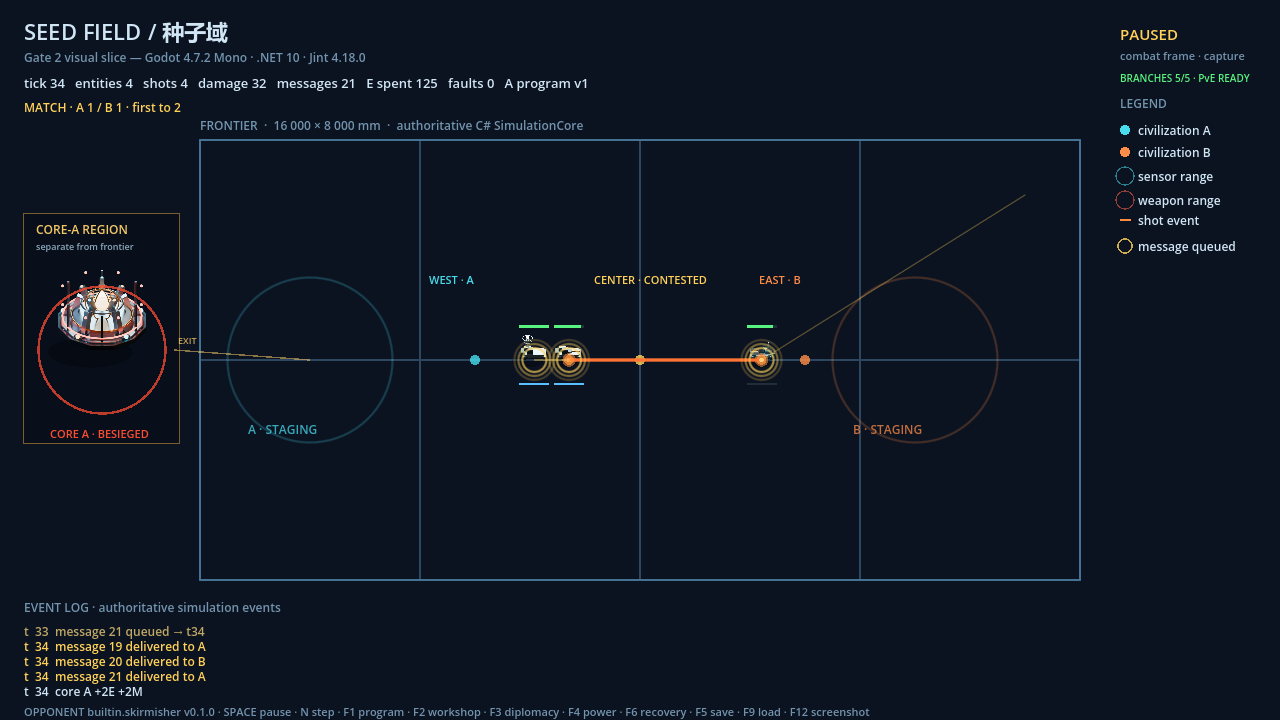 SEED FIELD / 种子域
Gate 2 visual slice — Godot 4.7.2 Mono · .NET 10 · Jint 4.18.0
tick 34 entities 4 shots 4 damage 32 messages 21 E spent 125 faults 0 A program v1
MATCH · A 1 / B 1 · first to 2
FRONTIER · 16 000 × 8 000 mm · authoritative C# SimulationCore
PAUSED
combat frame · capture
BRANCHES 5/5 · PvE READY
LEGEND
civilization A
civilization B
sensor range
weapon range
shot event
message queued
CORE-A REGION
separate from frontier
EXIT
CORE A · BESIEGED
WEST · A
CENTER · CONTESTED
EAST · B
A · STAGING
B · STAGING
EVENT LOG · authoritative simulation events
t 33 message 21 queued → t34
t 34 message 19 delivered to A
t 34 message 20 delivered to B
t 34 message 21 delivered to A
t 34 core A +2E +2M
OPPONENT builtin.skirmisher v0.1.0 · SPACE pause · N step · F1 program · F2 workshop · F3 diplomacy · F4 power · F6 recovery · F5 save · F9 load · F12 screenshot